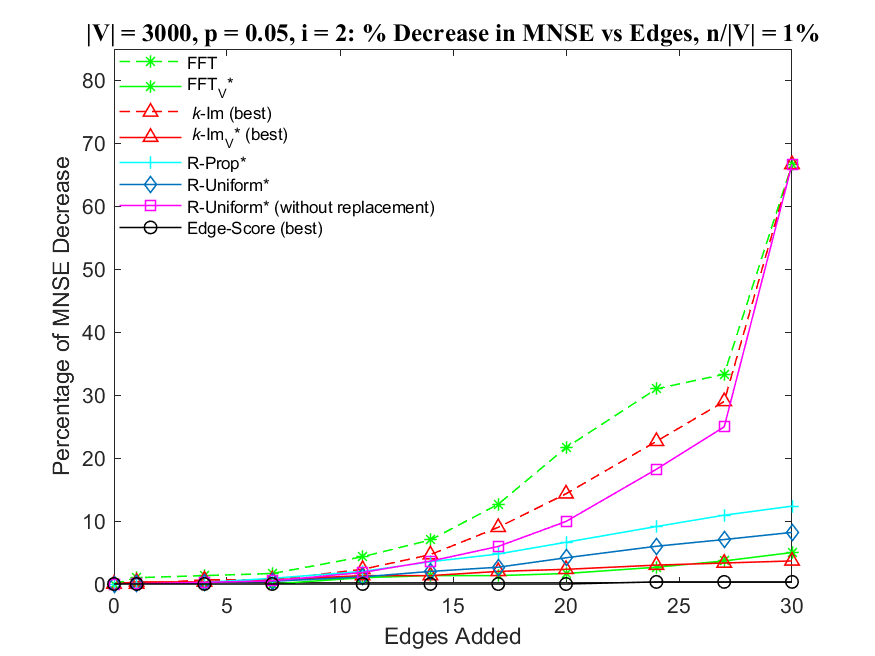 |V| = 3000, p = 0.05, i = 2: % Decrease in MNSE vs Edges, n/|V| = 1%
FFT
FFT_V*
k-Im (best)
k-Im_V* (best)
R-Prop*
R-Uniform*
R-Uniform* (without replacement)
Edge-Score (best)
Percentage of MNSE Decrease
80
70
60
50
40
30
20
10
0
0 5 10 15 20 25 30
Edges Added